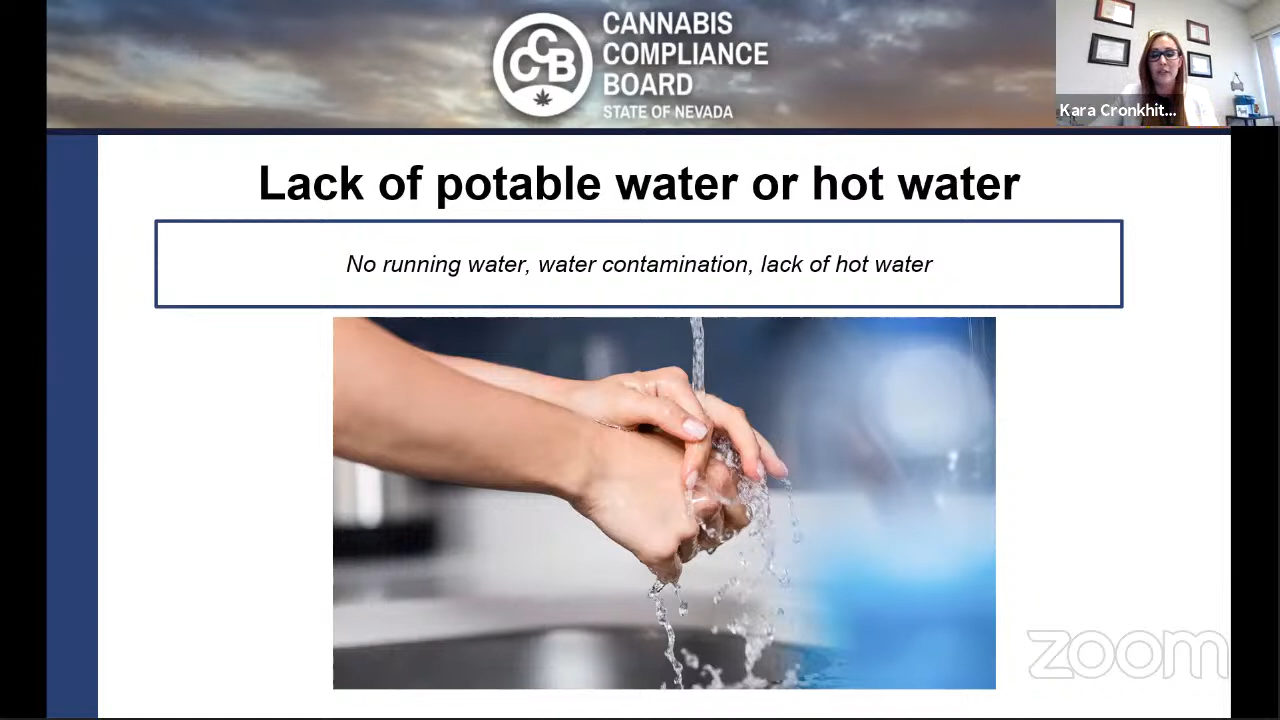 CANNABIS
COMPLIANCE
BOARD
STATE OF NEVADA
CCB
Kara Cronkhit...
Lack of potable water or hot water
No running water, water contamination, lack of hot water
zoom